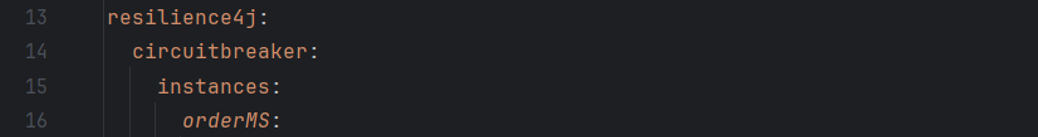 13 resilience4j:
14 circuitbreaker:
15 instances:
16 orderMS: